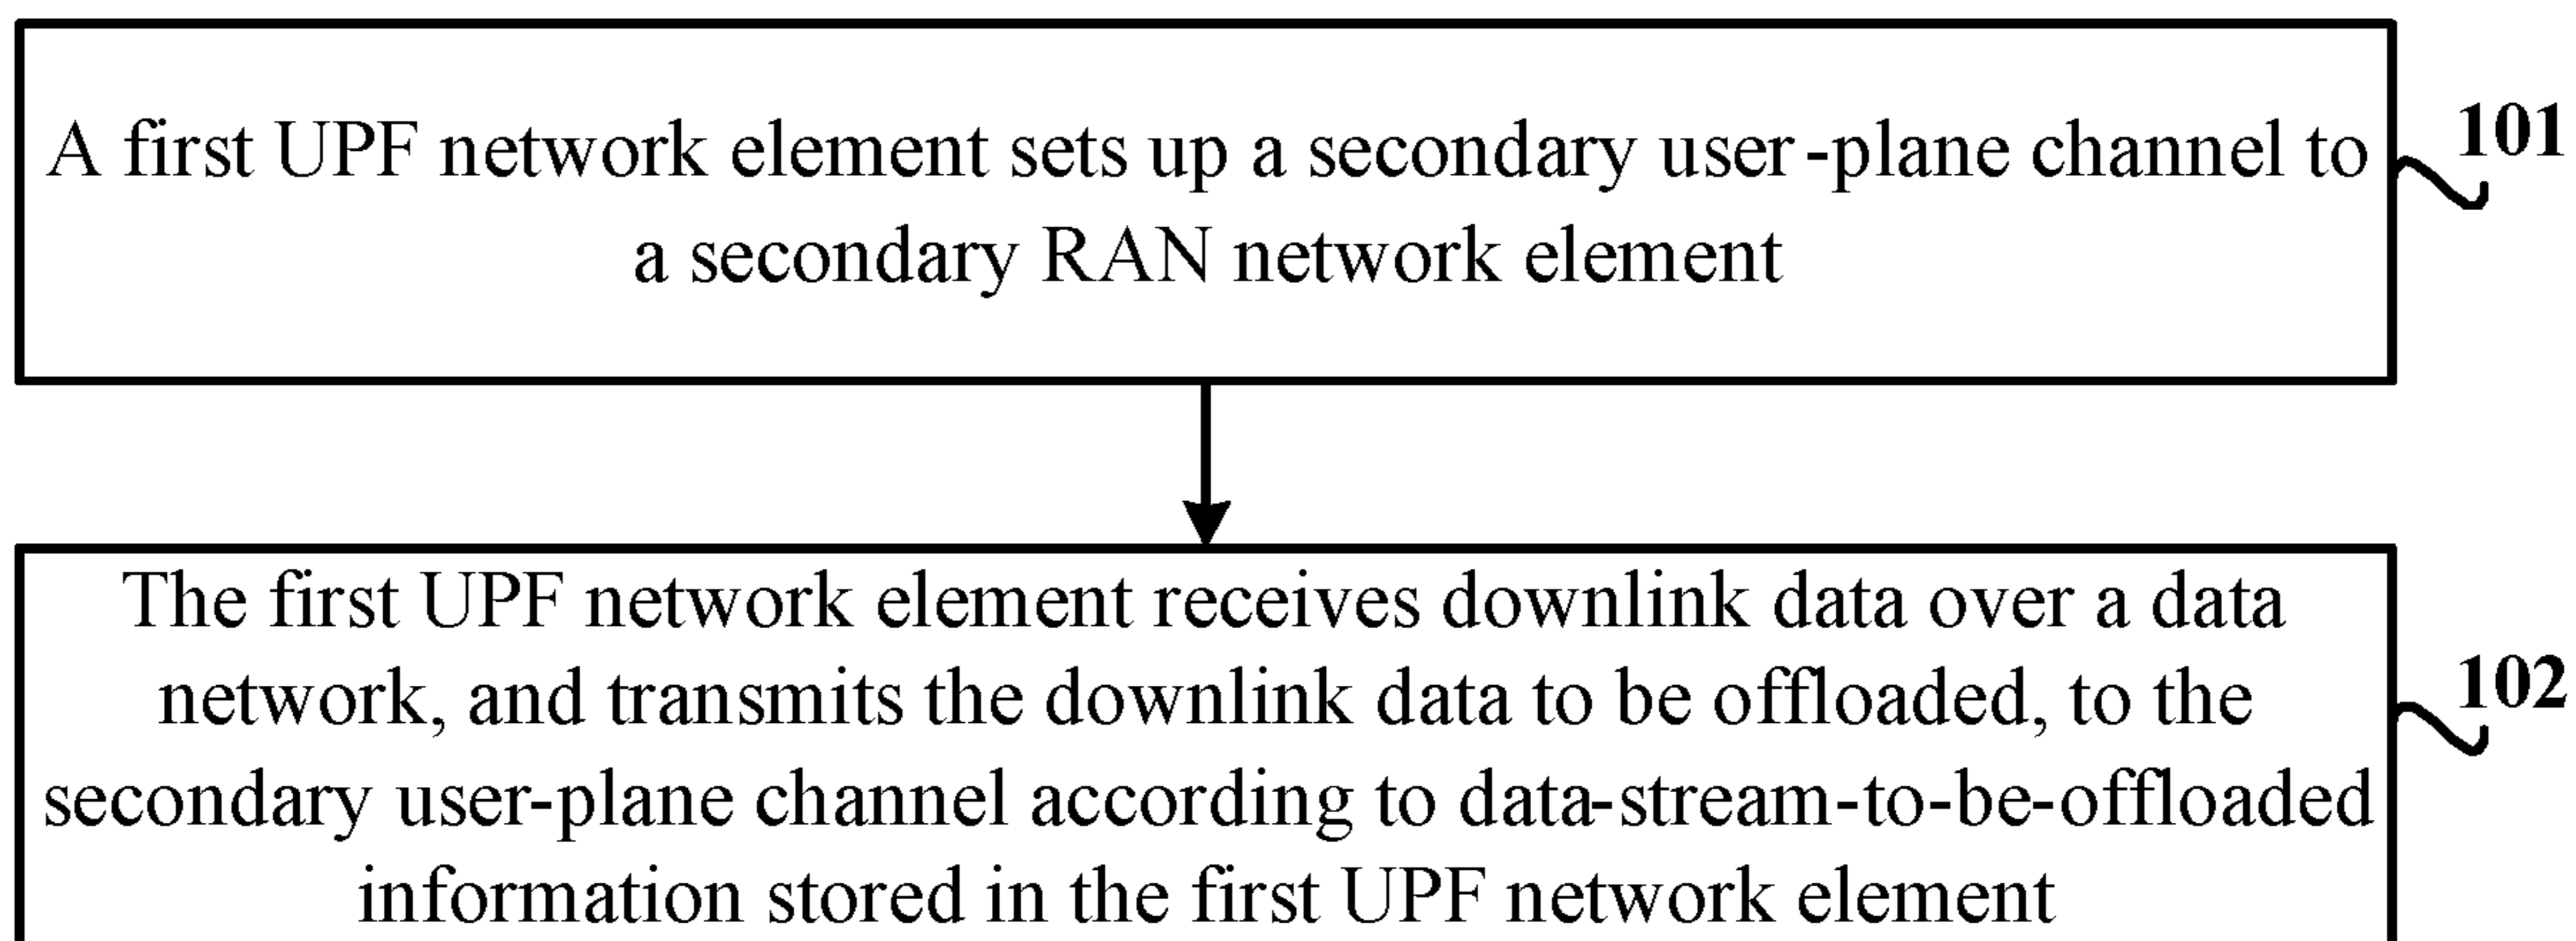 A first UPF network element sets up a secondary user-plane channel to
101
a secondary RAN network element
The first UPF network element receives downlink data over a data
network, and transmits the downlink data to be offloaded, to the
102
secondary user-plane channel according to data-stream-to-be-offloaded
information stored in the first UPF network element